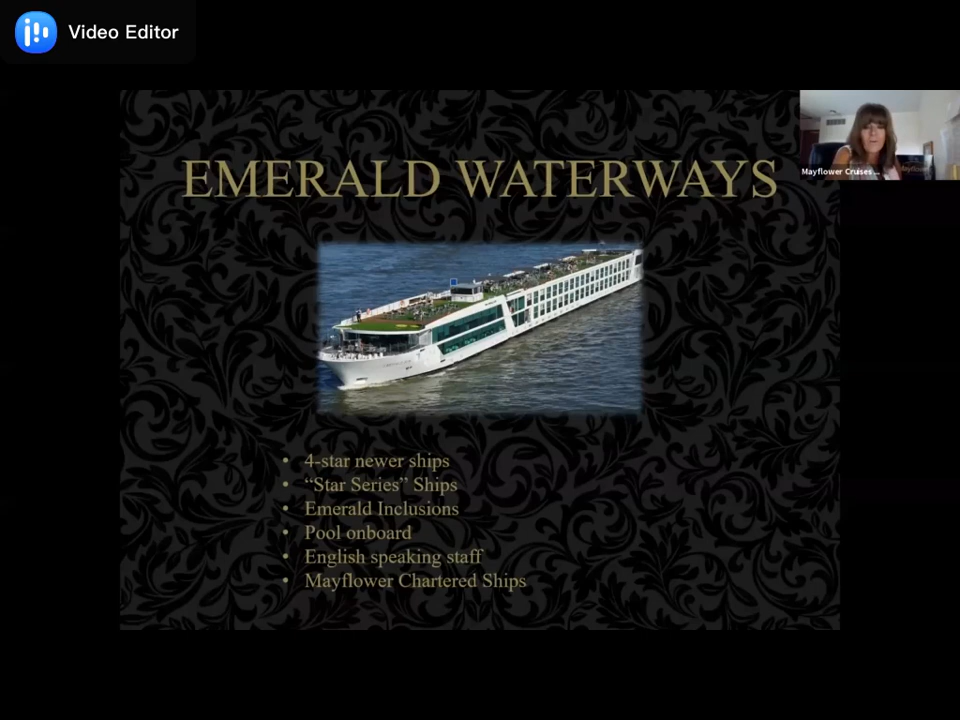 Video Editor
Mayflower Cruises ...
EMERALD WATERWAYS
• 4-star newer ships
• “Star Series” Ships
• Emerald Inclusions
• Pool onboard
• English speaking staff
• Mayflower Chartered Ships